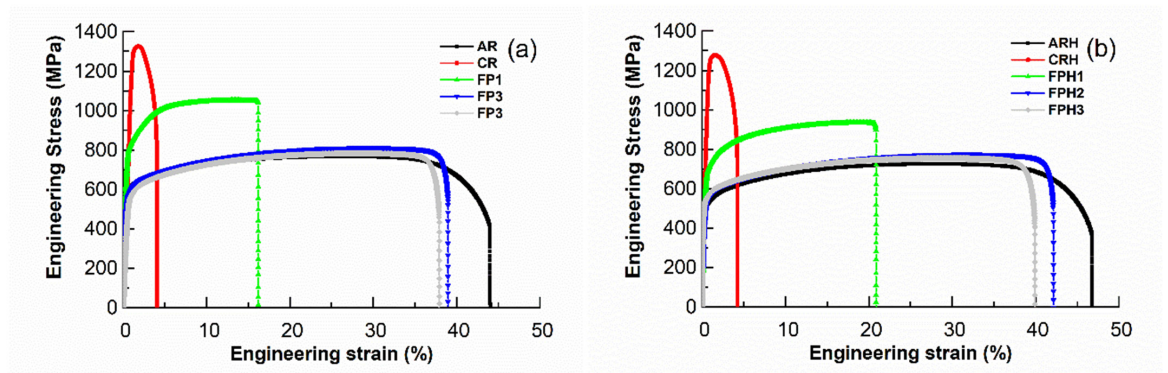 1400
1200
1000
800
600
400
200
0
Engineering Stress (MPa)
AR
CR
FP1
FP3
FP3
(a)
0 10 20 30 40 50
Engineering strain (%)
1400
1200
1000
800
600
400
200
0
Engineering Stress (MPa)
ARH
CRH
FPH1
FPH2
FPH3
(b)
0 10 20 30 40 50
Engineering strain (%)